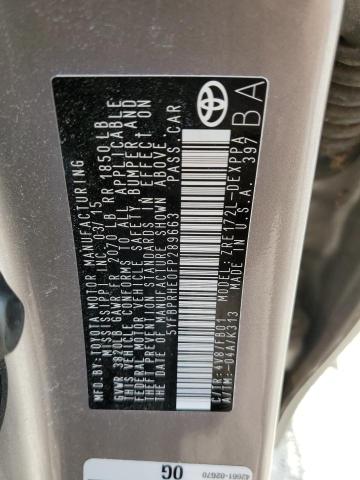 MFD. BY: TOYOTA MOTOR MANUFACTURING
MISSISSIPPI, INC. 03/15
GVWR 3820LB GAWR FR 2070LB RR 1850LB
THIS VEHICLE CONFORMS TO ALL APPLICABLE
FEDERAL MOTOR VEHICLE SAFETY, BUMPER AND
THEFT PREVENTION STANDARDS IN EFFECT ON
THE DATE OF MANUFACTURE SHOWN ABOVE.
5YFBPRHE0FP289663 PASS.CAR
C/TR: 4V8/FB01
A/TM: -04A/K313
MODEL: ZRE172L-DEXPPA
MADE IN U.S.A. 397
BA
42661-02G70
0G